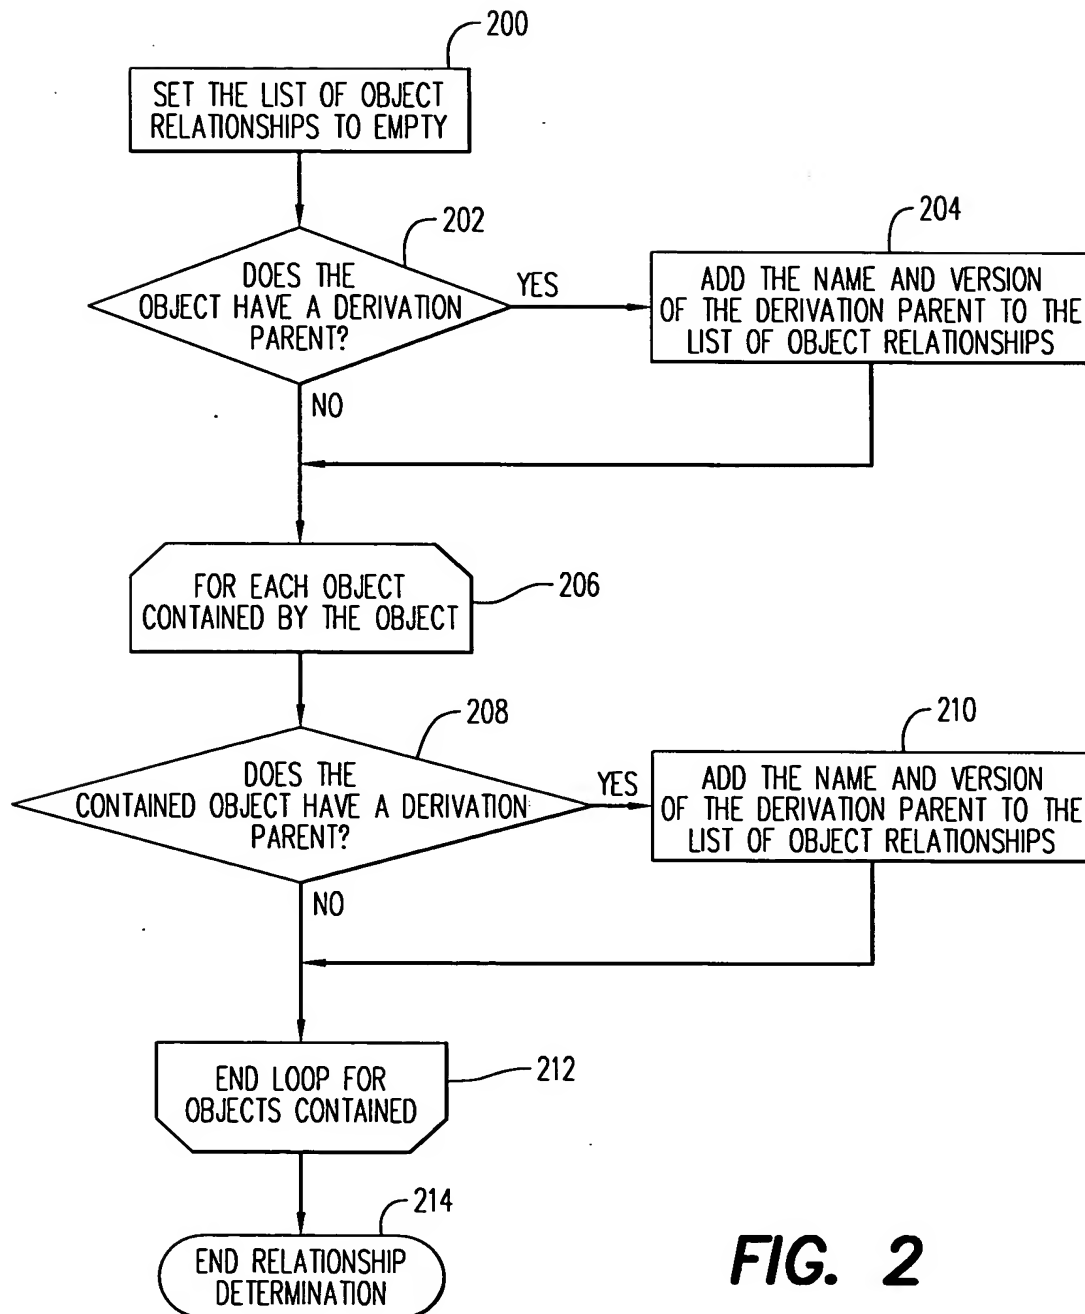 200
SET THE LIST OF OBJECT
RELATIONSHIPS TO EMPTY
202
DOES THE
OBJECT HAVE A DERIVATION
PARENT?
YES
204
ADD THE NAME AND VERSION
OF THE DERIVATION PARENT TO THE
LIST OF OBJECT RELATIONSHIPS
NO
FOR EACH OBJECT
CONTAINED BY THE OBJECT
206
208
DOES THE
CONTAINED OBJECT HAVE A DERIVATION
PARENT?
YES
210
ADD THE NAME AND VERSION
OF THE DERIVATION PARENT TO THE
LIST OF OBJECT RELATIONSHIPS
NO
END LOOP FOR
OBJECTS CONTAINED
212
214
END RELATIONSHIP
DETERMINATION
FIG. 2